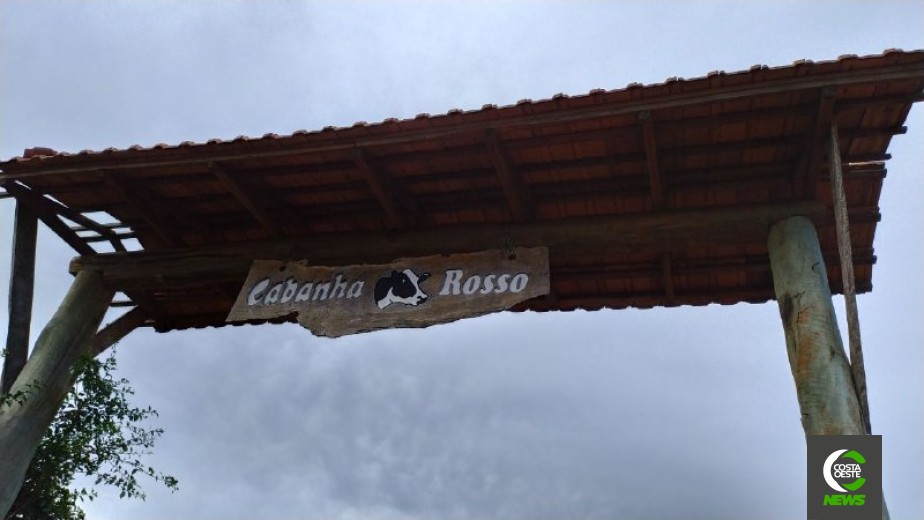 Cabanha Rosso
COSTA
OESTE
NEWS